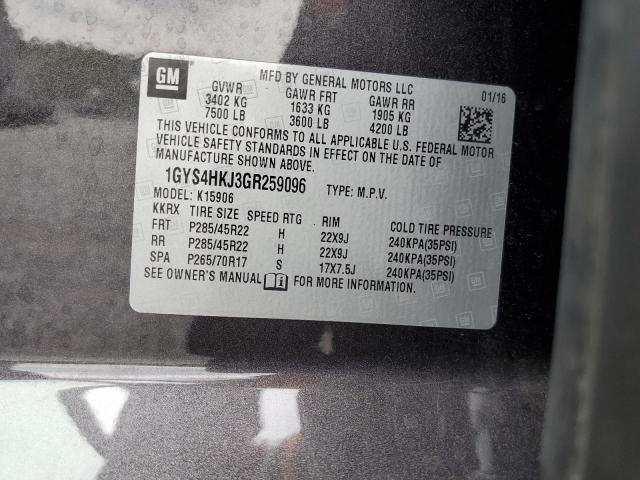 GM
MFD BY GENERAL MOTORS LLC
01/16
GVWR GAWR FRT GAWR RR
3402 KG 1633 KG 1905 KG
7500 LB 3600 LB 4200 LB
THIS VEHICLE CONFORMS TO ALL APPLICABLE U.S. FEDERAL MOTOR
VEHICLE SAFETY STANDARDS IN EFFECT ON THE DATE OF
MANUFACTURE SHOWN ABOVE.
1GYS4HKJ3GR259096 TYPE: M.P.V.
MODEL: K15906
KKRX TIRE SIZE SPEED RTG RIM COLD TIRE PRESSURE
FRT P285/45R22 H 22X9J 240KPA(35PSI)
RR P285/45R22 H 22X9J 240KPA(35PSI)
SPA P265/70R17 S 17X7.5J 240KPA(35PSI)
SEE OWNER'S MANUAL FOR MORE INFORMATION.